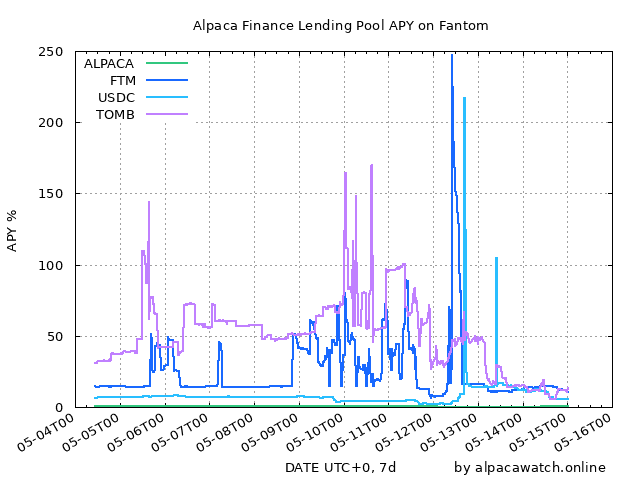 Alpaca Finance Lending Pool APY on Fantom
250
200
150
100
50
0
APY %
ALPACA
FTM
USDC
TOMB
05-04T00
05-05T00
05-06T00
05-07T00
05-08T00
05-09T00
05-10T00
05-11T00
05-12T00
05-13T00
05-14T00
05-15T00
05-16T00
DATE UTC+0, 7d
by alpacawatch.online